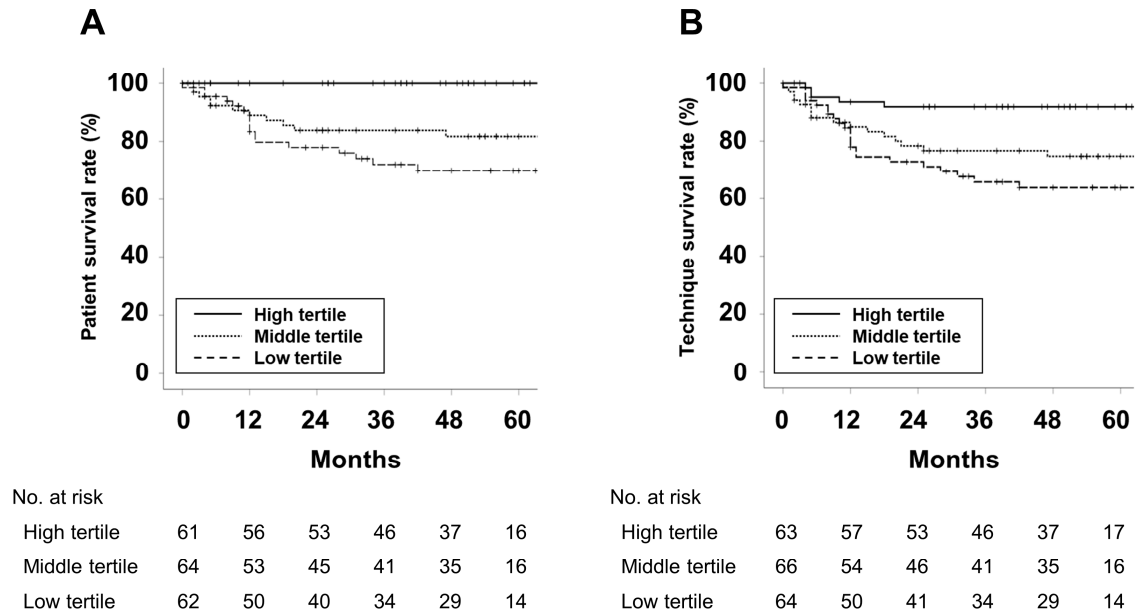 A
Patient survival rate (%)
100
80
60
40
20
0
High tertile
Middle tertile
Low tertile
0 12 24 36 48 60
Months
No. at risk
High tertile 61 56 53 46 37 16
Middle tertile 64 53 45 41 35 16
Low tertile 62 50 40 34 29 14
B
Technique survival rate (%)
100
80
60
40
20
0
High tertile
Middle tertile
Low tertile
0 12 24 36 48 60
Months
No. at risk
High tertile 63 57 53 46 37 17
Middle tertile 66 54 46 41 35 16
Low tertile 64 50 41 34 29 14